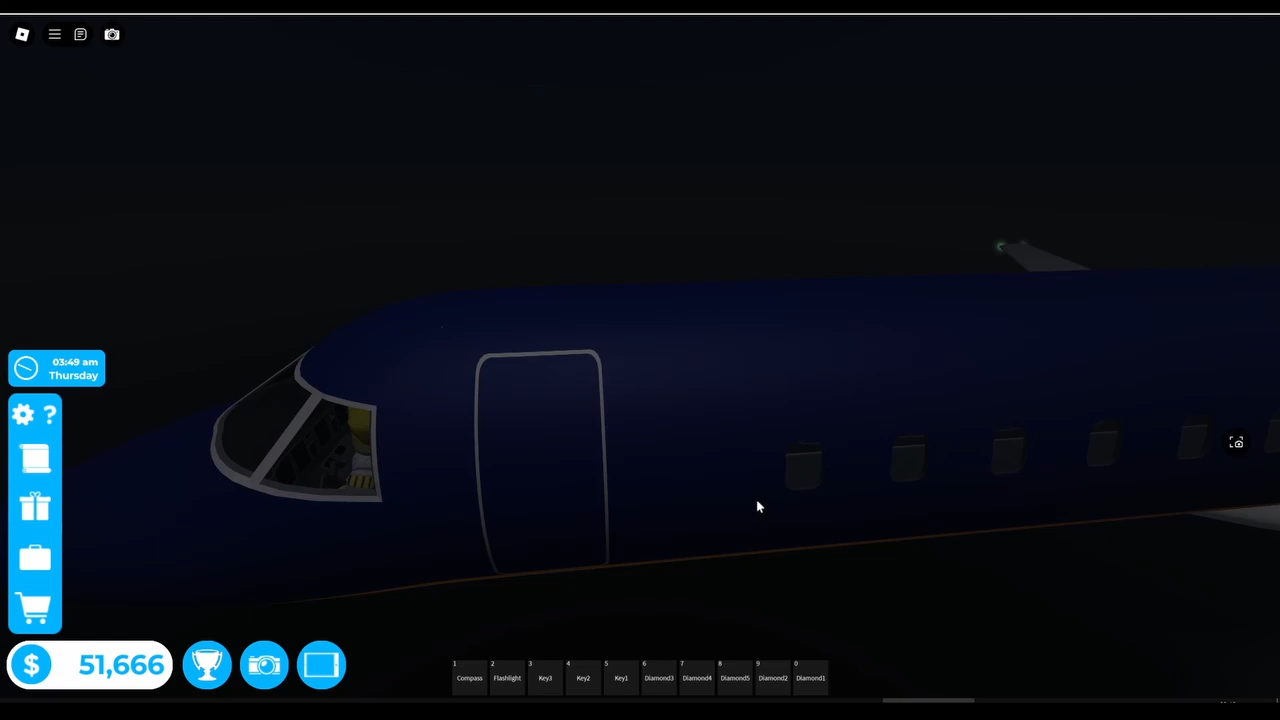 03:49 am
Thursday
?
$ 51,666
1 2 3 4 5 6 7 8 9 0
Compass Flashlight Key3 Key2 Key1 Diamond3 Diamond4 Diamond5 Diamond2 Diamond1